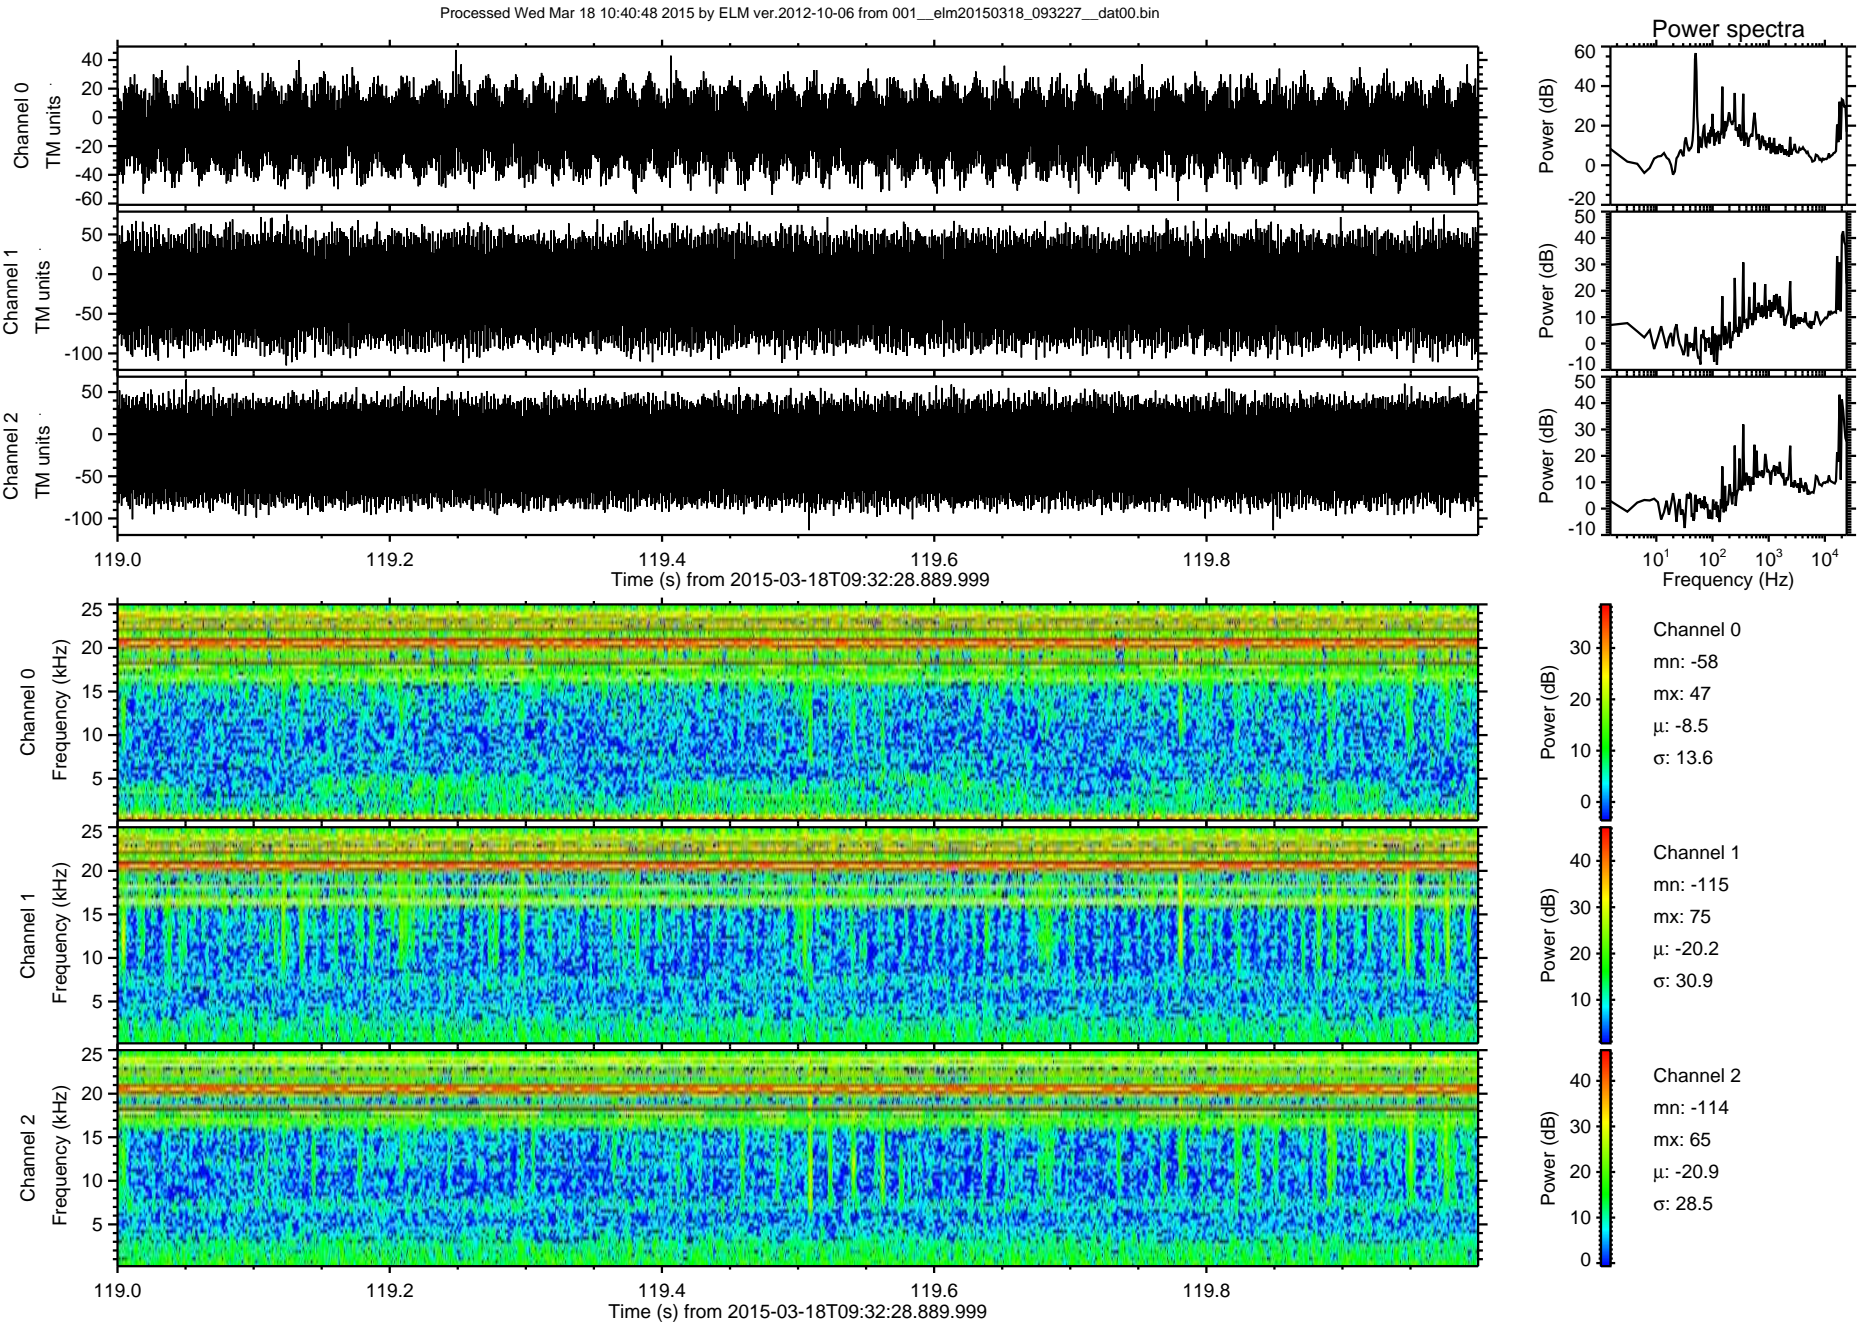 Processed Wed Mar 18 10:40:48 2015 by ELM ver.2012-10-06 from 001__elm20150318_093227__dat00.bin
Power spectra
Channel 0
TM units
40
20
0
-20
-40
-60
Power (dB)
60
40
20
0
-20
Channel 1
TM units
50
0
-50
-100
Power (dB)
50
40
30
20
10
0
-10
Channel 2
TM units
50
0
-50
-100
Power (dB)
50
40
30
20
10
0
-10
119.0 119.2 119.4 119.6 119.8
Time (s) from 2015-03-18T09:32:28.889.999
10^1 10^2 10^3 10^4
Frequency (Hz)
Channel 0
Frequency (kHz)
25
20
15
10
5
Power (dB)
30
20
10
0
Channel 0
mn: -58
mx: 47
μ: -8.5
σ: 13.6
Channel 1
Frequency (kHz)
25
20
15
10
5
Power (dB)
40
30
20
10
Channel 1
mn: -115
mx: 75
μ: -20.2
σ: 30.9
Channel 2
Frequency (kHz)
25
20
15
10
5
Power (dB)
40
30
20
10
0
Channel 2
mn: -114
mx: 65
μ: -20.9
σ: 28.5
119.0 119.2 119.4 119.6 119.8
Time (s) from 2015-03-18T09:32:28.889.999